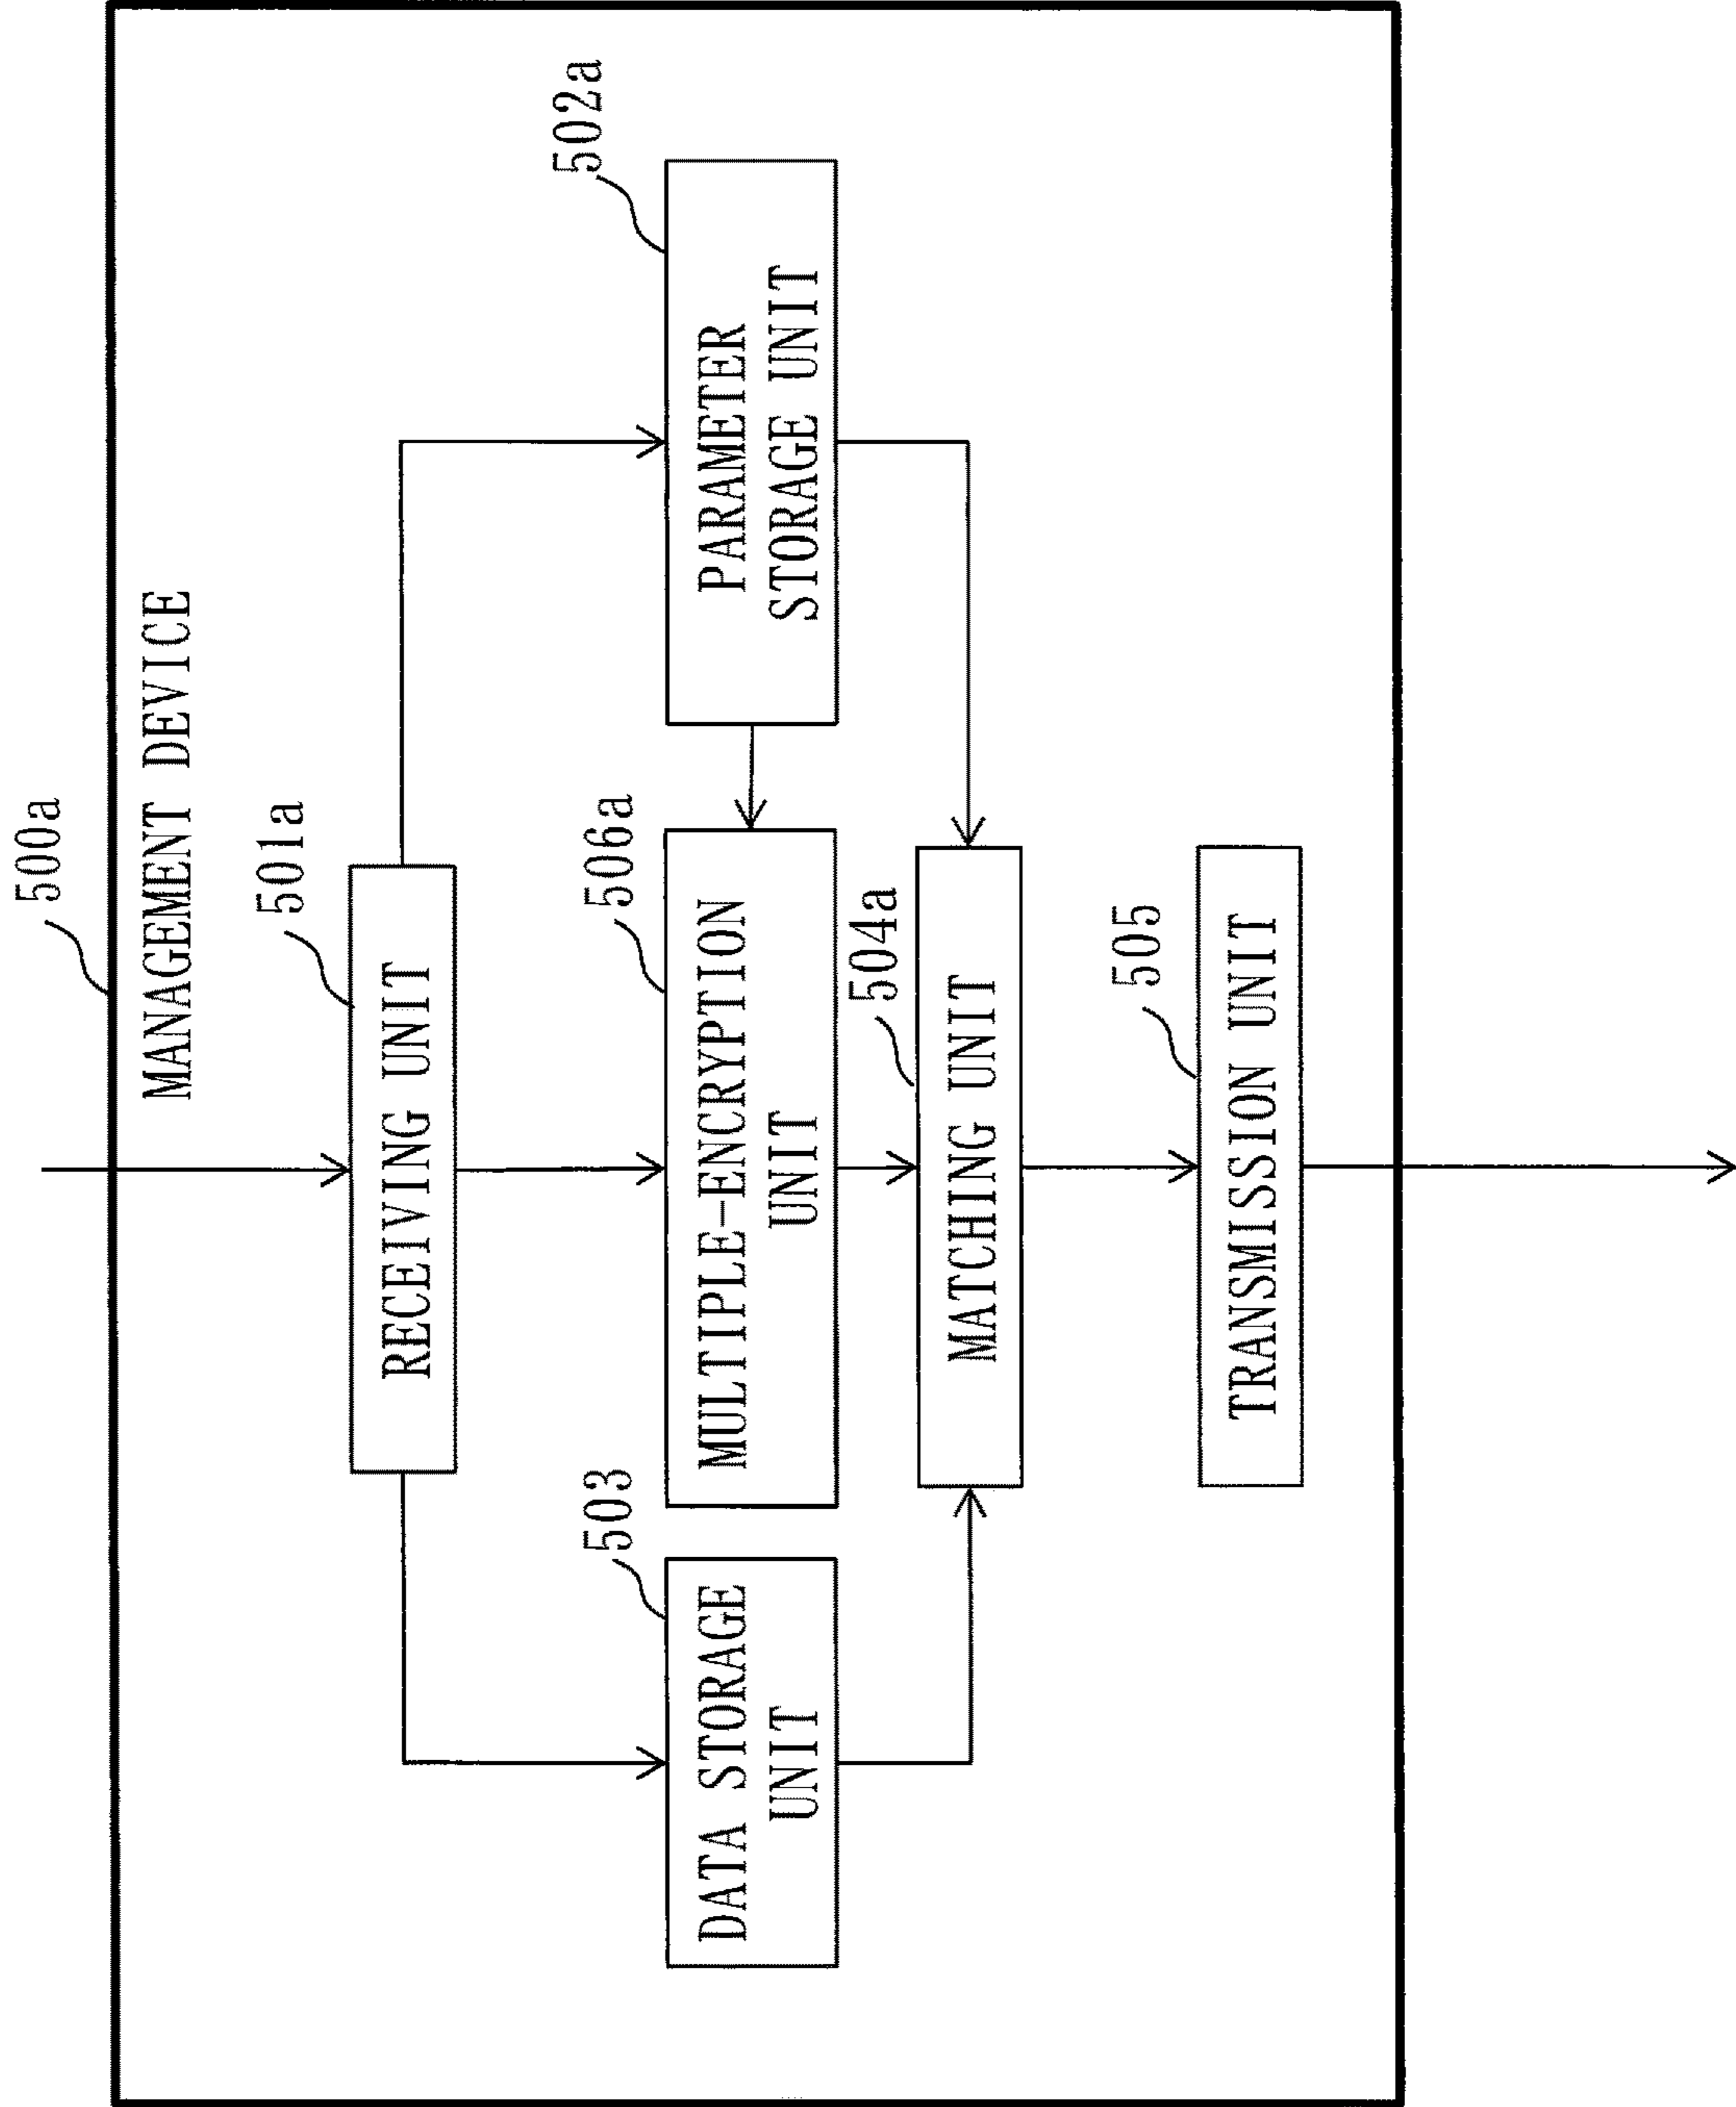 500a
MANAGEMENT DEVICE
501a
RECEIVING UNIT
503
DATA STORAGE
UNIT
506a
MULTIPLE-ENCRYPTION
UNIT
502a
PARAMETER
STORAGE UNIT
504a
MATCHING UNIT
505
TRANSMISSION UNIT